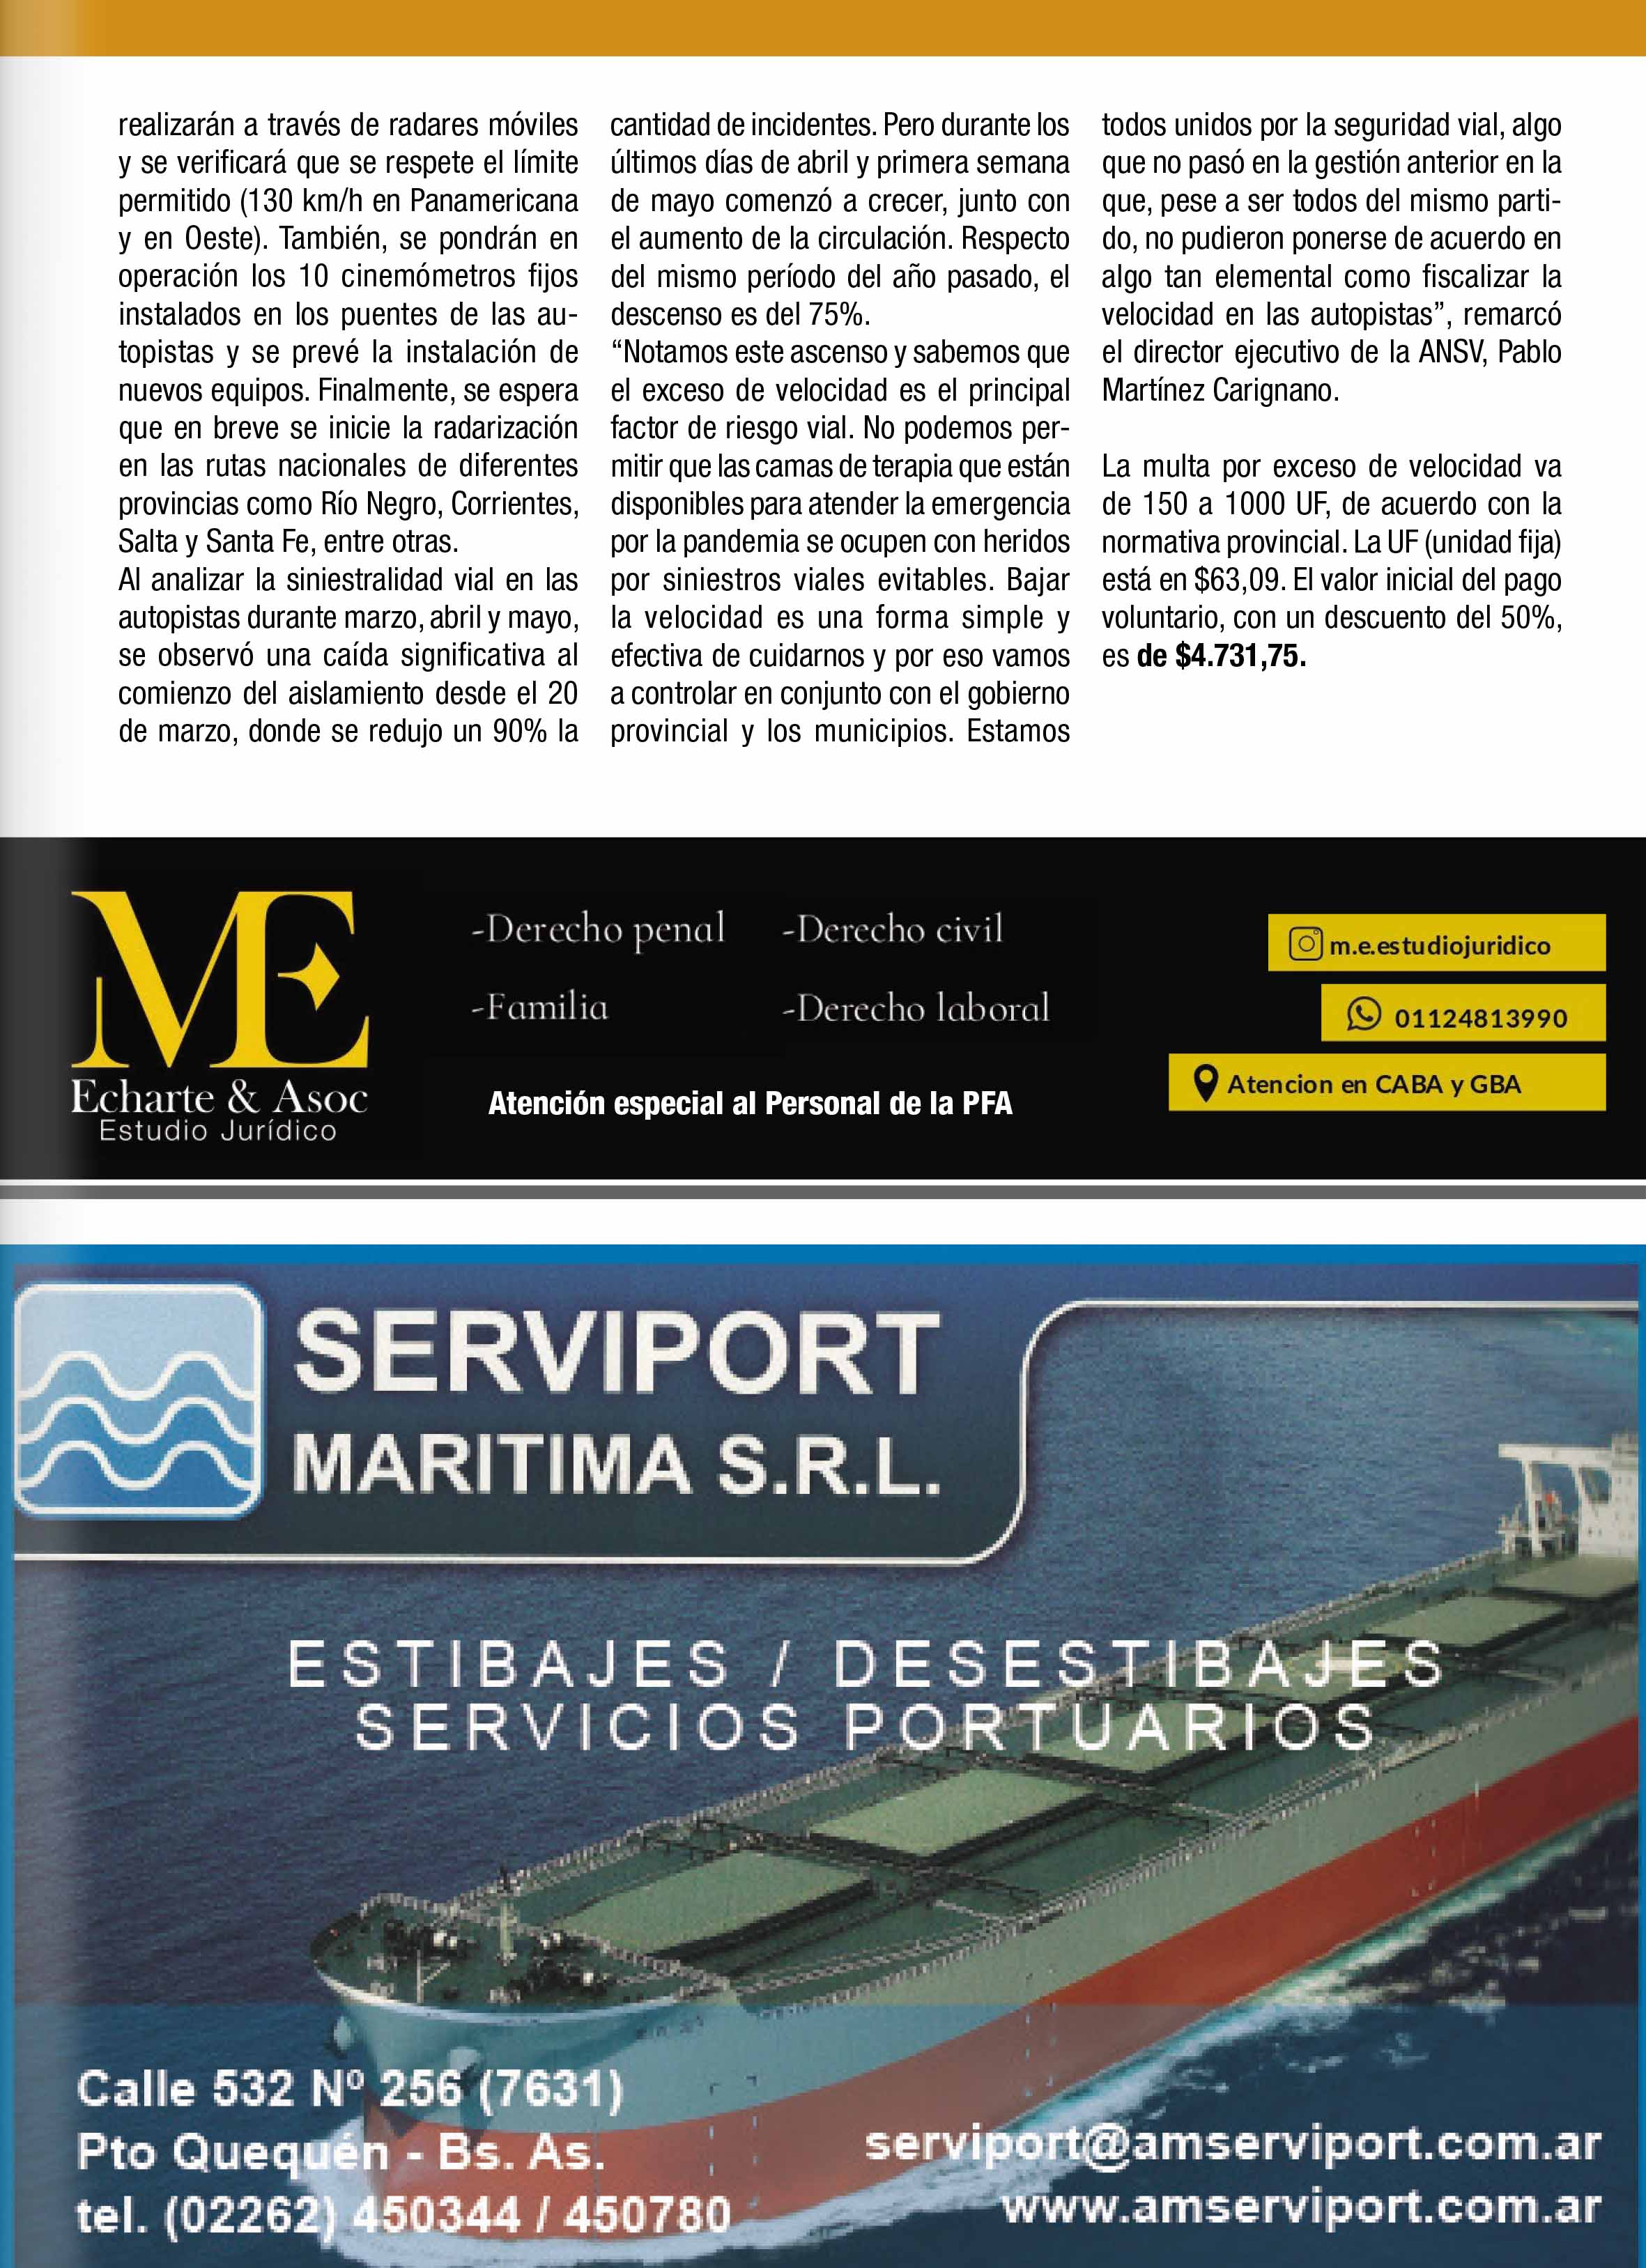 realizarán a través de radares móviles
y se verificará que se respete el límite
permitido (130 km/h en Panamericana
y en Oeste). También, se pondrán en
operación los 10 cinemómetros fijos
instalados en los puentes de las au-
topistas y se prevé la instalación de
nuevos equipos. Finalmente, se espera
que en breve se inicie la radarización
en las rutas nacionales de diferentes
provincias como Río Negro, Corrientes,
Salta y Santa Fe, entre otras.
Al analizar la siniestralidad vial en las
autopistas durante marzo, abril y mayo,
se observó una caída significativa al
comienzo del aislamiento desde el 20
de marzo, donde se redujo un 90% la
cantidad de incidentes. Pero durante los
últimos días de abril y primera semana
de mayo comenzó a crecer, junto con
el aumento de la circulación. Respecto
del mismo período del año pasado, el
descenso es del 75%.
“Notamos este ascenso y sabemos que
el exceso de velocidad es el principal
factor de riesgo vial. No podemos per-
mitir que las camas de terapia que están
disponibles para atender la emergencia
por la pandemia se ocupen con heridos
por siniestros viales evitables. Bajar
la velocidad es una forma simple y
efectiva de cuidarnos y por eso vamos
a controlar en conjunto con el gobierno
provincial y los municipios. Estamos
todos unidos por la seguridad vial, algo
que no pasó en la gestión anterior en la
que, pese a ser todos del mismo parti-
do, no pudieron ponerse de acuerdo en
algo tan elemental como fiscalizar la
velocidad en las autopistas”, remarcó
el director ejecutivo de la ANSV, Pablo
Martínez Carignano.
La multa por exceso de velocidad va
de 150 a 1000 UF, de acuerdo con la
normativa provincial. La UF (unidad fija)
está en $63,09. El valor inicial del pago
voluntario, con un descuento del 50%,
es de $4.731,75.
ME
Echarte & Asoc
Estudio Jurídico
-Derecho penal
-Derecho civil
-Familia
-Derecho laboral
Atención especial al Personal de la PFA
m.e.estudiojuridico
01124813990
Atencion en CABA y GBA
SERVIPORT
MARITIMA S.R.L.
ESTIBAJES / DESESTIBAJES
SERVICIOS PORTUARIOS
Calle 532 Nº 256 (7631)
Pto Quequén - Bs. As.
tel. (02262) 450344 / 450780
serviport@amserviport.com.ar
www.amserviport.com.ar